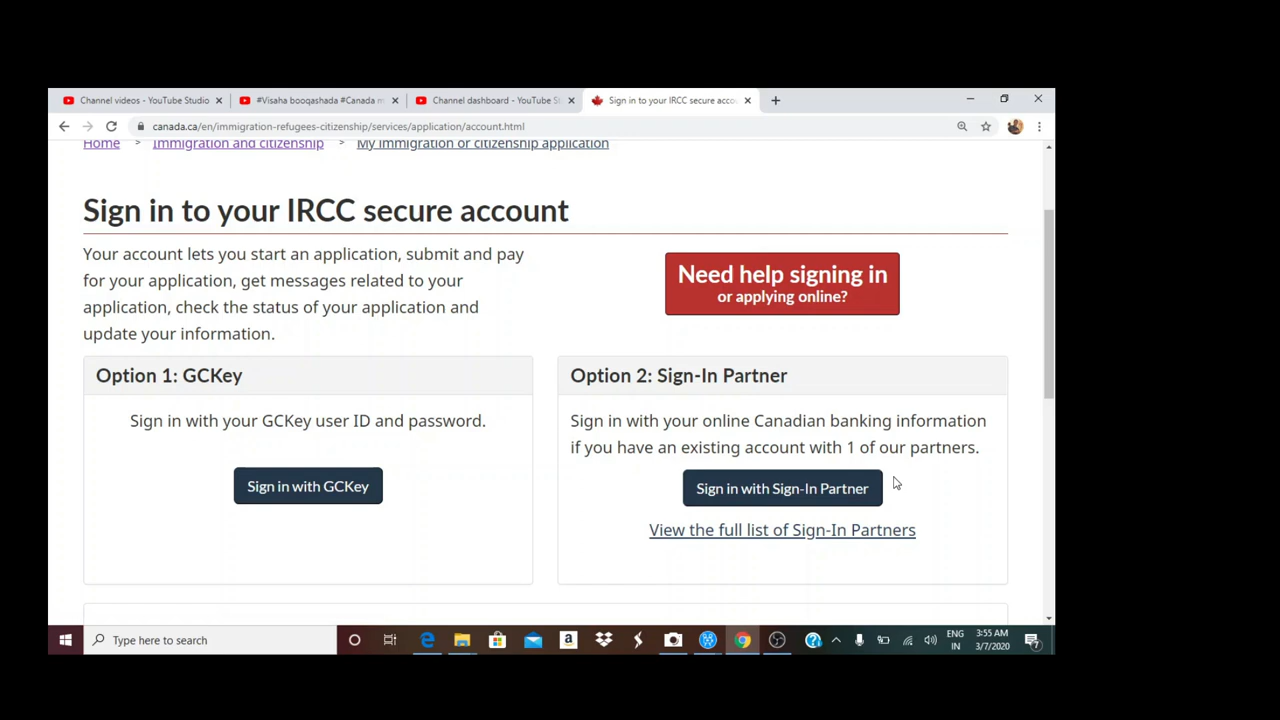 Channel videos - YouTube Studio
#Visaha booqashada #Canada m
Channel dashboard - YouTube St
Sign in to your IRCC secure accou
canada.ca/en/immigration-refugees-citizenship/services/application/account.html
Home > Immigration and citizenship > My immigration or citizenship application
Sign in to your IRCC secure account
Your account lets you start an application, submit and pay
for your application, get messages related to your
application, check the status of your application and
update your information.
Need help signing in
or applying online?
Option 1: GCKey
Sign in with your GCKey user ID and password.
Sign in with GCKey
Option 2: Sign-In Partner
Sign in with your online Canadian banking information
if you have an existing account with 1 of our partners.
Sign in with Sign-In Partner
View the full list of Sign-In Partners
Type here to search
ENG
IN
3:55 AM
3/7/2020
7